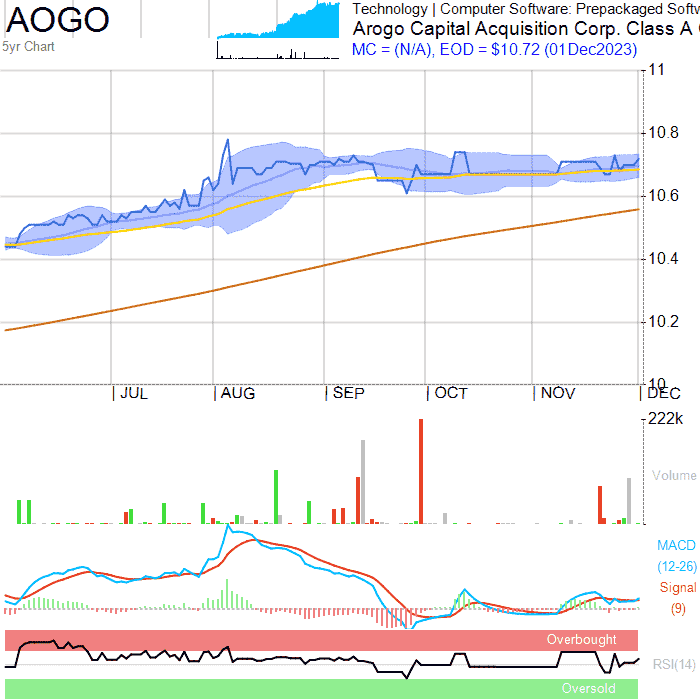 AOGO
5yr Chart
Technology | Computer Software: Prepackaged Softw
Arogo Capital Acquisition Corp. Class A
MC = (N/A), EOD = $10.72 (01Dec2023)
11
10.8
10.6
10.4
10.2
10
JUL AUG SEP OCT NOV DEC
222k
Volume
MACD
(12-26)
Signal
(9)
Overbought
RSI(14)
Oversold